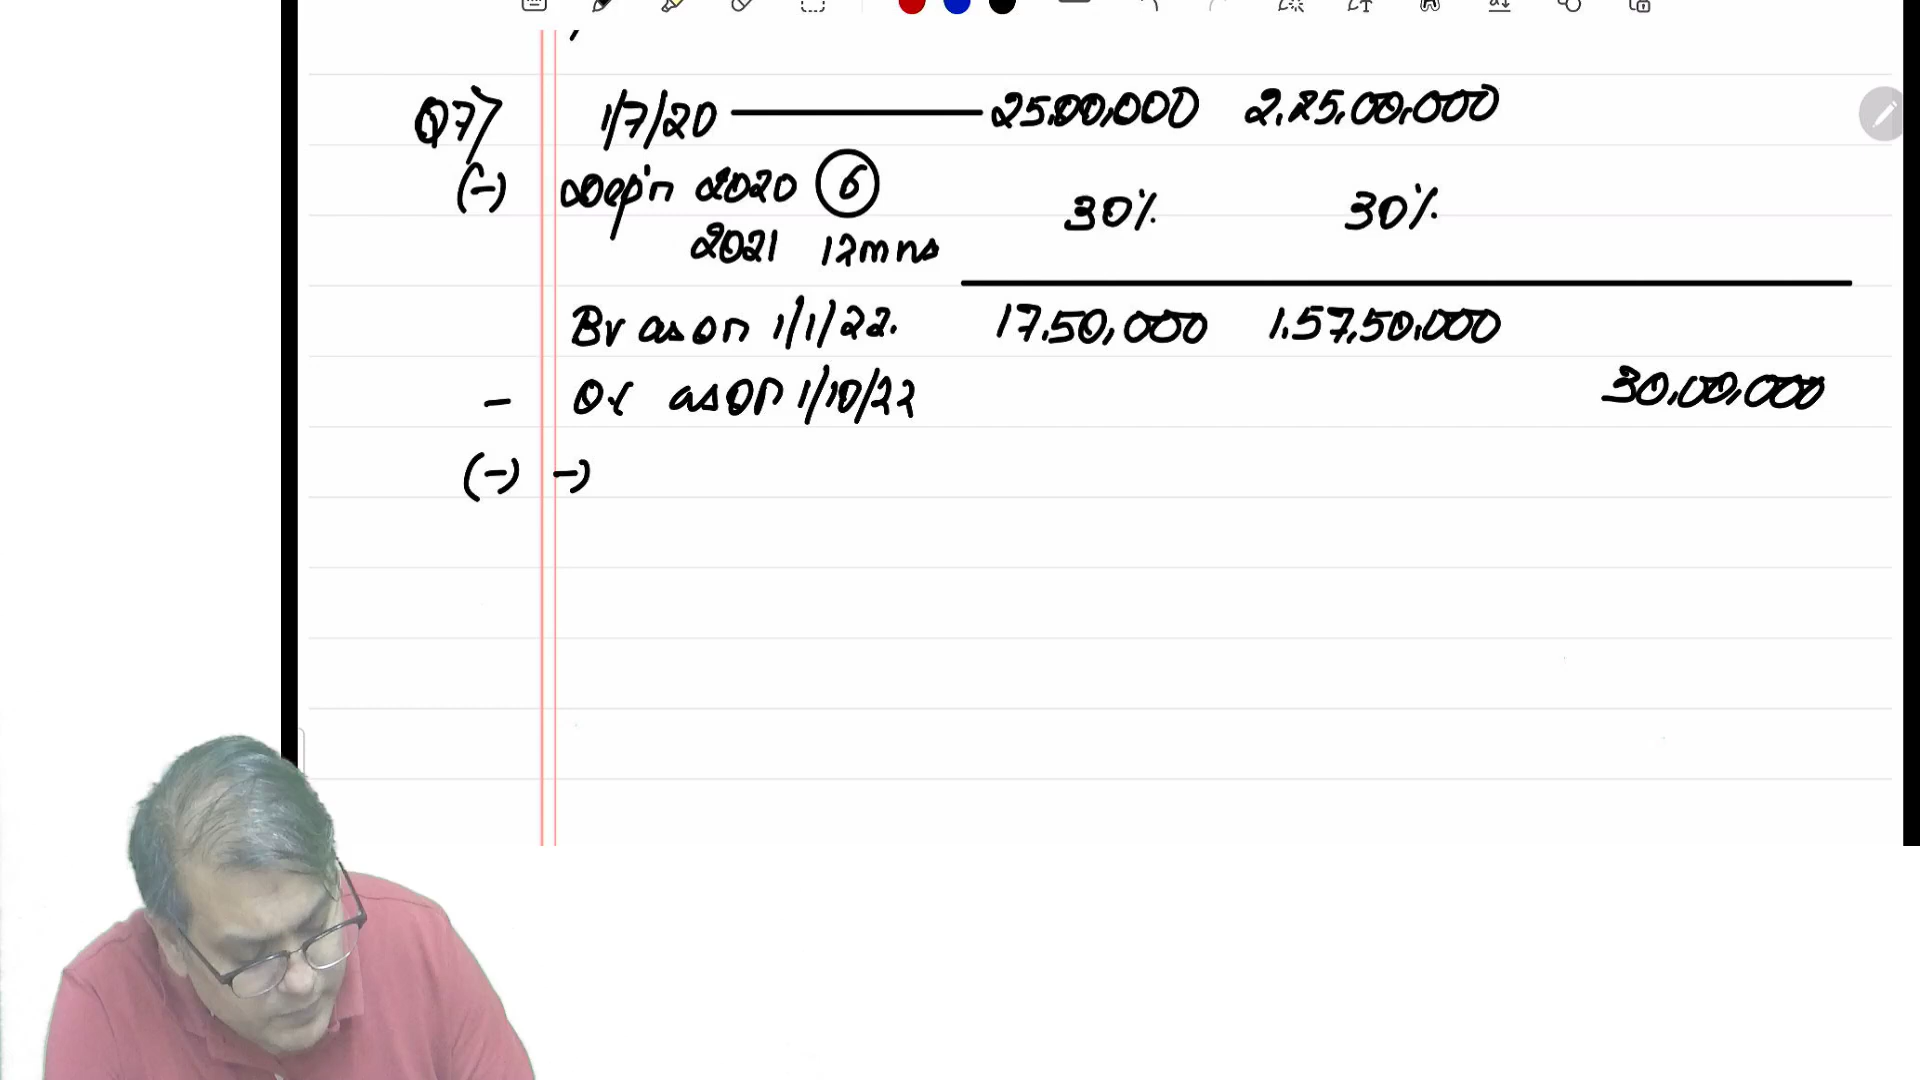 Q7) 1/7/20 25,00,000 2,25,00,000
(-) Dep'n 2020 6 30% 30%
2021 12mns
Bv as on 1/1/22. 17,50,000 1,57,50,000
- as on 1/10/22 30,00,000
(-) -)